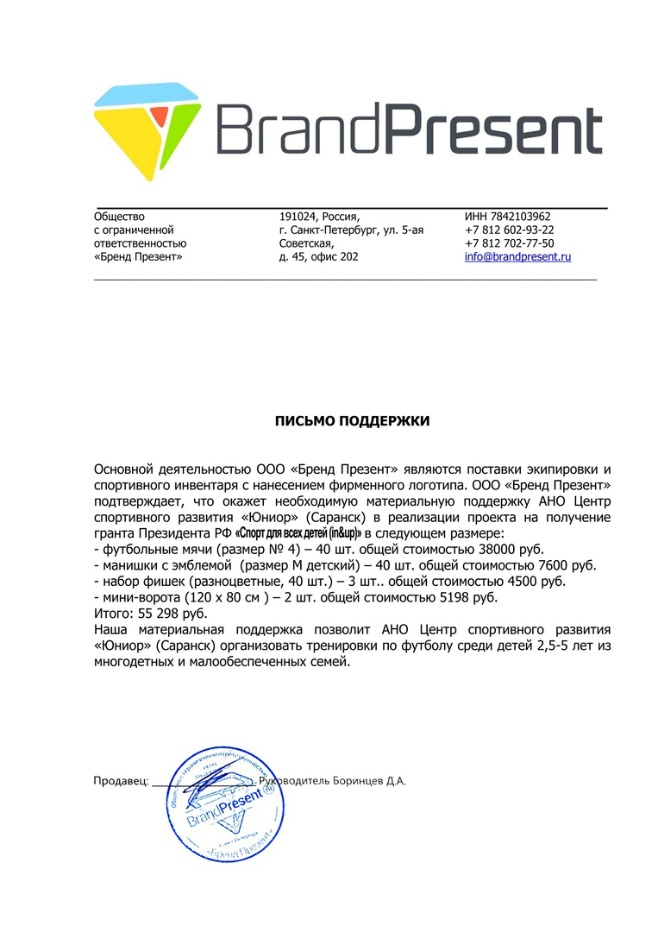 BrandPresent
Общество
с ограниченной
ответственностью
«Бренд Презент»
191024, Россия,
г. Санкт-Петербург, ул. 5-ая
Советская,
д. 45, офис 202
ИНН 7842103962
+7 812 602-93-22
+7 812 702-77-50
info@brandpresent.ru
ПИСЬМО ПОДДЕРЖКИ
Основной деятельностью ООО «Бренд Презент» являются поставки экипировки и
спортивного инвентаря с нанесением фирменного логотипа. ООО «Бренд Презент»
подтверждает, что окажет необходимую материальную поддержку АНО Центр
спортивного развития «Юниор» (Саранск) в реализации проекта на получение
гранта Президента РФ «Спорт для всех детей (in&up)» в следующем размере:
- футбольные мячи (размер № 4) – 40 шт. общей стоимостью 38000 руб.
- манишки с эмблемой (размер М детский) – 40 шт. общей стоимостью 7600 руб.
- набор фишек (разноцветные, 40 шт.) – 3 шт.. общей стоимостью 4500 руб.
- мини-ворота (120 х 80 см ) – 2 шт. общей стоимостью 5198 руб.
Итого: 55 298 руб.
Наша материальная поддержка позволит АНО Центр спортивного развития
«Юниор» (Саранск) организовать тренировки по футболу среди детей 2,5-5 лет из
многодетных и малообеспеченных семей.
Продавец: Руководитель Боринцев Д.А.
BrandPresent
«Бренд Презент»